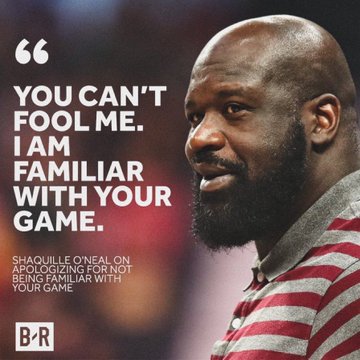 “
YOU CAN'T
FOOL ME.
I AM
FAMILIAR
WITH YOUR
GAME.
SHAQUILLE O'NEAL ON
APOLOGIZING FOR NOT
BEING FAMILIAR WITH
YOUR GAME
B/R